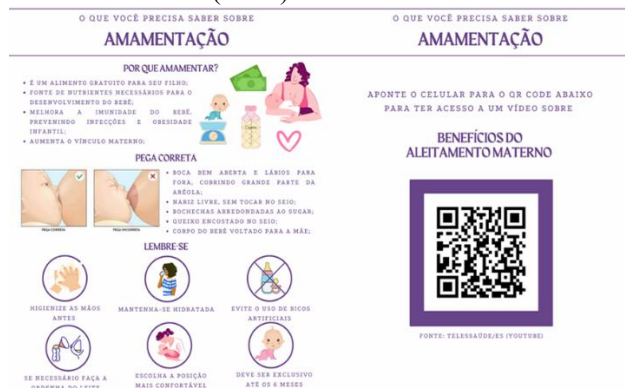 O QUE VOCÊ PRECISA SABER SOBRE
AMAMENTAÇÃO
POR QUE AMAMENTAR?
• É UM ALIMENTO GRATUITO PARA SEU FILHO;
• FONTE DE NUTRIENTES NECESSÁRIOS PARA O
DESENVOLVIMENTO DO BEBÊ;
• MELHORA A IMUNIDADE DO BEBÊ,
PREVENINDO INFECÇÕES E OBESIDADE
INFANTIL;
• AUMENTA O VÍNCULO MATERNO;
PEGA CORRETA
• BOCA BEM ABERTA E LÁBIOS PARA
FORA, COBRINDO GRANDE PARTE DA
ARÉOLA;
• NARIZ LIVRE, SEM TOCAR NO SEIO;
• BOCHECHAS ARREDONDADAS AO SUGAR;
• QUEIXO ENCOSTADO NO SEIO;
• CORPO DO BEBÊ VOLTADO PARA A MÃE;
PEGA CORRETA
PEGA INCORRETA
LEMBRE-SE
HIGIENIZE AS MÃOS
ANTES
MANTENHA-SE HIDRATADA
EVITE O USO DE BICOS
ARTIFICIAIS
SE NECESSÁRIO FAÇA A
ORDENHA DO LEITE
ESCOLHA A POSIÇÃO
MAIS CONFORTÁVEL
DEVE SER EXCLUSIVO
ATÉ OS 6 MESES
O QUE VOCÊ PRECISA SABER SOBRE
AMAMENTAÇÃO
APONTE O CELULAR PARA O QR CODE ABAIXO
PARA TER ACESSO A UM VÍDEO SOBRE
BENEFÍCIOS DO
ALEITAMENTO MATERNO
FONTE: TELESSAÚDE/ES (YOUTUBE)